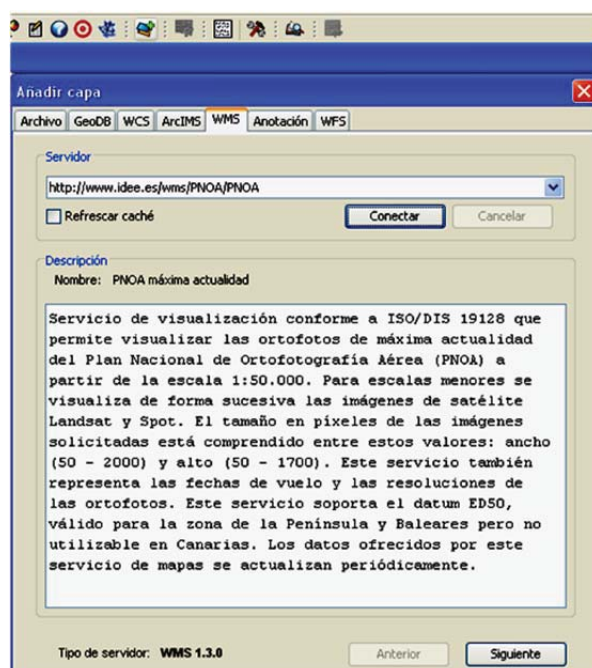 Añadir capa
Archivo GeoDB WCS ArcIMS WMS Anotación WFS
Servidor
http://www.idee.es/wms/PNOA/PNOA
Refrescar caché Conectar Cancelar
Descripción
Nombre: PNOA máxima actualidad
Servicio de visualización conforme a ISO/DIS 19128 que
permite visualizar las ortofotos de máxima actualidad
del Plan Nacional de Ortofotografía Aérea (PNOA) a
partir de la escala 1:50.000. Para escalas menores se
visualiza de forma sucesiva las imágenes de satélite
Landsat y Spot. El tamaño en píxeles de las imágenes
solicitadas está comprendido entre estos valores: ancho
(50 - 2000) y alto (50 - 1700). Este servicio también
representa las fechas de vuelo y las resoluciones de
las ortofotos. Este servicio soporta el datum ED50,
válido para la zona de la Península y Baleares pero no
utilizable en Canarias. Los datos ofrecidos por este
servicio de mapas se actualizan periódicamente.
Tipo de servidor: WMS 1.3.0 Anterior Siguiente